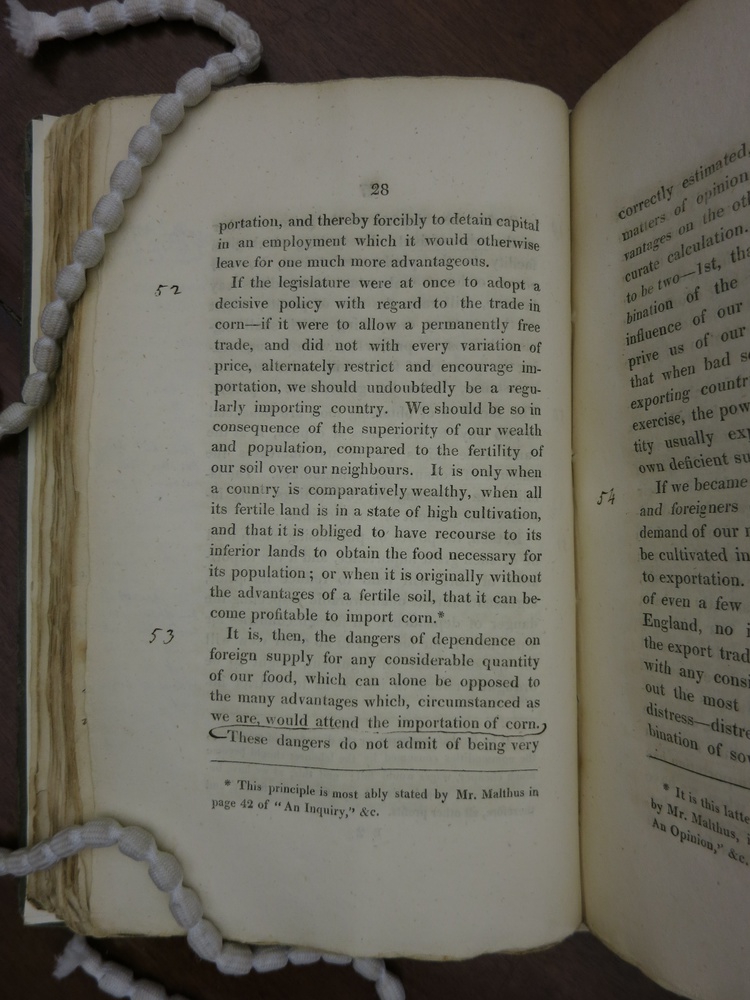 28
portation, and thereby forcibly to detain capital
in an employment which it would otherwise
leave for one much more advantageous.
52
If the legislature were at once to adopt a
decisive policy with regard to the trade in
corn—if it were to allow a permanently free
trade, and did not with every variation of
price, alternately restrict and encourage im-
portation, we should undoubtedly be a regu-
larly importing country. We should be so in
consequence of the superiority of our wealth
and population, compared to the fertility of
our soil over our neighbours. It is only when
a country is comparatively wealthy, when all
its fertile land is in a state of high cultivation,
and that it is obliged to have recourse to its
inferior lands to obtain the food necessary for
its population; or when it is originally without
the advantages of a fertile soil, that it can be-
come profitable to import corn.*
53
It is, then, the dangers of dependence on
foreign supply for any considerable quantity
of our food, which can alone be opposed to
the many advantages which, circumstanced as
we are, would attend the importation of corn.
These dangers do not admit of being very
* This principle is most ably stated by Mr. Malthus in
page 42 of "An Inquiry," &c.
correctly estimated,
matters of opinion
vantages on the
curate calculation.
to be two—1st,
bination of the
influence of our
prive us of our
that when bad
exporting
exercise, the
tity usually
own deficient
54
If we became
and foreigners
demand of our
be cultivated in
to exportation.
of even a few
England, no
the export
with any
out the most
distress—
bination of
* It is this
by Mr. Malthus,
An Opinion," &c.